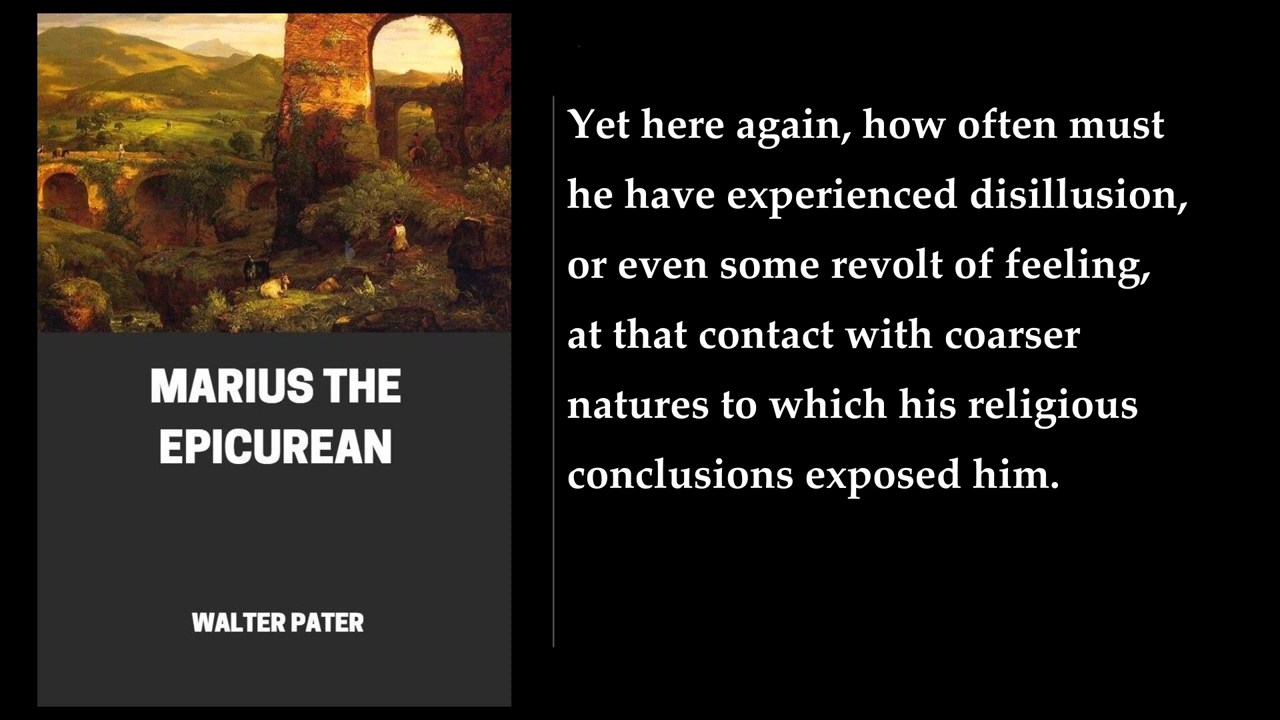 MARIUS THE
EPICUREAN
WALTER PATER
Yet here again, how often must
he have experienced disillusion,
or even some revolt of feeling,
at that contact with coarser
natures to which his religious
conclusions exposed him.